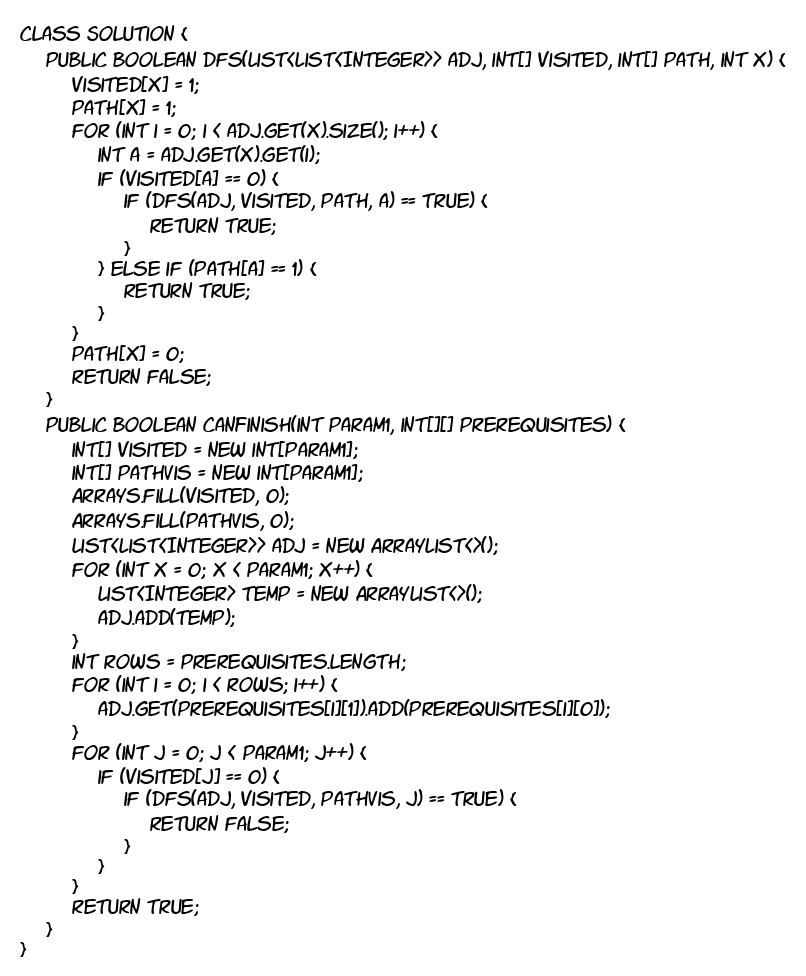 CLASS SOLUTION {
PUBLIC BOOLEAN DFS(LIST<LIST<INTEGER>> ADJ, INT[] VISITED, INT[] PATH, INT X) {
VISITED[X] = 1;
PATH[X] = 1;
FOR (INT I = 0; I < ADJ.GET(X).SIZE(); I++) {
INT A = ADJ.GET(X).GET(I);
IF (VISITED[A] == 0) {
IF (DFS(ADJ, VISITED, PATH, A) == TRUE) {
RETURN TRUE;
}
} ELSE IF (PATH[A] == 1) {
RETURN TRUE;
}
}
PATH[X] = 0;
RETURN FALSE;
}
PUBLIC BOOLEAN CANFINISH(INT PARAM1, INT[][] PREREQUISITES) {
INT[] VISITED = NEW INT[PARAM1];
INT[] PATHVIS = NEW INT[PARAM1];
ARRAYS.FILL(VISITED, 0);
ARRAYS.FILL(PATHVIS, 0);
LIST<LIST<INTEGER>> ADJ = NEW ARRAYLIST<>();
FOR (INT X = 0; X < PARAM1; X++) {
LIST<INTEGER> TEMP = NEW ARRAYLIST<>();
ADJ.ADD(TEMP);
}
INT ROWS = PREREQUISITES.LENGTH;
FOR (INT I = 0; I < ROWS; I++) {
ADJ.GET(PREREQUISITES[I][1]).ADD(PREREQUISITES[I][0]);
}
FOR (INT J = 0; J < PARAM1; J++) {
IF (VISITED[J] == 0) {
IF (DFS(ADJ, VISITED, PATHVIS, J) == TRUE) {
RETURN FALSE;
}
}
}
RETURN TRUE;
}
}